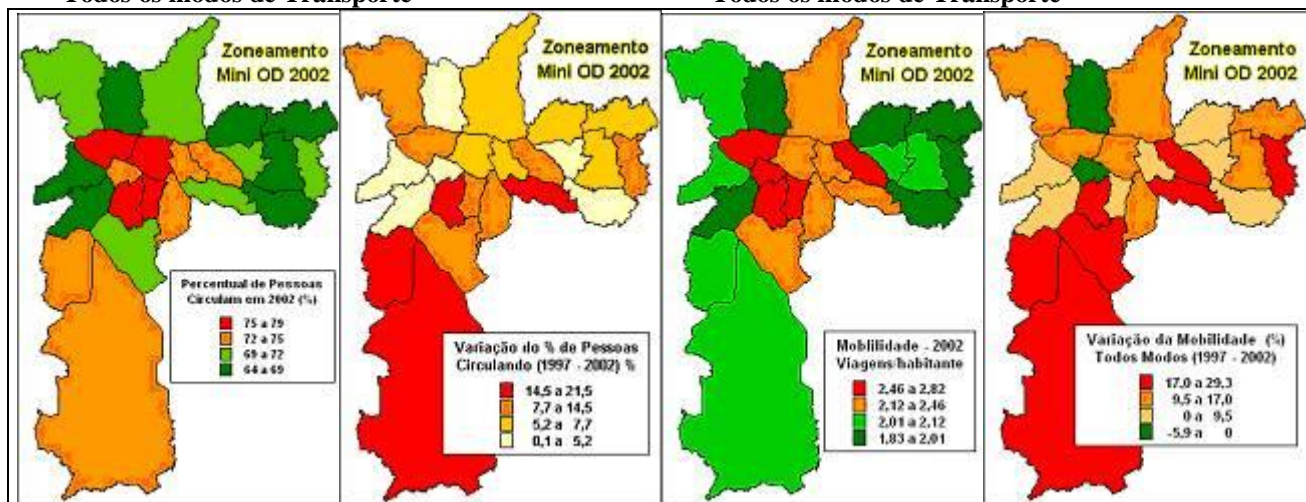 Todos os modos de Transporte
Todos os modos de Transporte
Zoneamento
Mini OD 2002
Percentual de Pessoas
Circulam em 2002 (%)
75 a 79
72 a 75
69 a 72
64 a 69
Zoneamento
Mini OD 2002
Variação do % de Pessoas
Circulando (1997 - 2002) %
14,5 a 21,5
7,7 a 14,5
5,2 a 7,7
0,1 a 5,2
Zoneamento
Mini OD 2002
Moblilidade - 2002
Viagens/habitante
2,46 a 2,82
2,12 a 2,46
2,01 a 2,12
1,83 a 2,01
Zoneamento
Mini OD 2002
Variação da Mobilidade (%)
Todos Modos (1997 - 2002)
17,0 a 29,3
9,5 a 17,0
0 a 9,5
-5,9 a 0